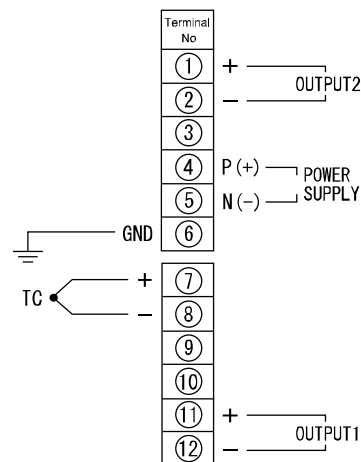 Terminal
No
① +
OUTPUT2
② −
③
④ P(+)
POWER
SUPPLY
⑤ N(−)
GND ⑥
+ ⑦
TC
− ⑧
⑨
⑩
⑪ +
OUTPUT1
⑫ −